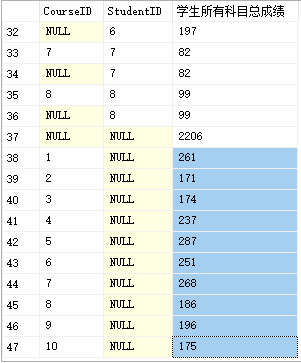 CourseID StudentID 学生所有科目总成绩
32 NULL 6 197
33 7 7 82
34 NULL 7 82
35 8 8 99
36 NULL 8 99
37 NULL NULL 2206
38 1 NULL 261
39 2 NULL 171
40 3 NULL 174
41 4 NULL 237
42 5 NULL 287
43 6 NULL 251
44 7 NULL 268
45 8 NULL 186
46 9 NULL 196
47 10 NULL 175